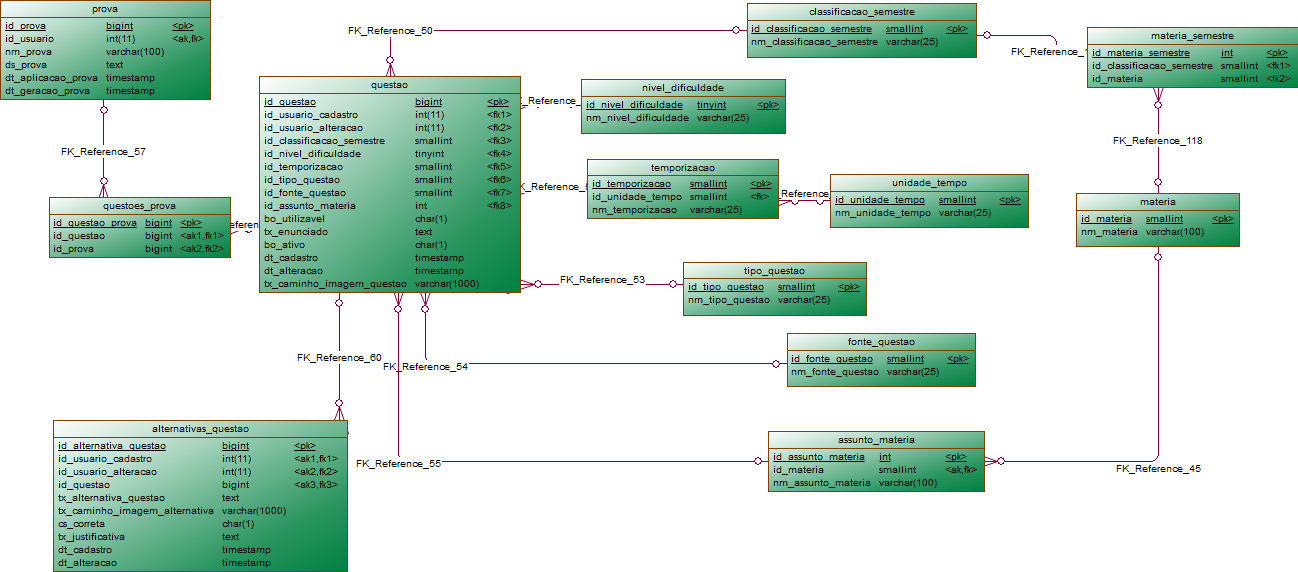 prova
id_prova bigint <pk>
id_usuario int(11) <ak,fk>
nm_prova varchar(100)
ds_prova text
dt_aplicacao_prova timestamp
dt_geracao_prova timestamp
FK_Reference_57
questoes_prova
id_questao_prova bigint <pk>
id_questao bigint <ak1,fk1>
id_prova bigint <ak2,fk2>
FK_Reference_50
questao
id_questao bigint <pk>
id_usuario_cadastro int(11) <fk1>
id_usuario_alteracao int(11) <fk2>
id_classificacao_semestre smallint <fk3>
id_nivel_dificuldade tinyint <fk4>
id_temporizacao smallint <fk5>
id_tipo_questao smallint <fk6>
id_fonte_questao smallint <fk7>
id_assunto_materia int <fk8>
bo_utilizavel char(1)
tx_enunciado text
bo_ativo char(1)
dt_cadastro timestamp
dt_alteracao timestamp
tx_caminho_imagem_questao varchar(1000)
classificacao_semestre
id_classificacao_semestre smallint <pk>
nm_classificacao_semestre varchar(25)
materia_semestre
id_materia_semestre int <pk>
id_classificacao_semestre smallint <fk1>
id_materia smallint <fk2>
nivel_dificuldade
id_nivel_dificuldade tinyint <pk>
nm_nivel_dificuldade varchar(25)
temporizacao
id_temporizacao smallint <pk>
id_unidade_tempo smallint <fk>
nm_temporizacao varchar(25)
Reference
unidade_tempo
id_unidade_tempo smallint <pk>
nm_unidade_tempo varchar(25)
FK_Reference_118
materia
id_materia smallint <pk>
nm_materia varchar(100)
FK_Reference_53
tipo_questao
id_tipo_questao smallint <pk>
nm_tipo_questao varchar(25)
fonte_questao
id_fonte_questao smallint <pk>
nm_fonte_questao varchar(25)
FK_Reference_60
FK_Reference_54
alternativas_questao
id_alternativa_questao bigint <pk>
id_usuario_cadastro int(11) <ak1,fk1>
id_usuario_alteracao int(11) <ak2,fk2>
id_questao bigint <ak3,fk3>
tx_alternativa_questao text
tx_caminho_imagem_alternativa varchar(1000)
cs_correta char(1)
tx_justificativa text
dt_cadastro timestamp
dt_alteracao timestamp
FK_Reference_55
assunto_materia
id_assunto_materia int <pk>
id_materia smallint <ak,fk>
nm_assunto_materia varchar(100)
FK_Reference_45